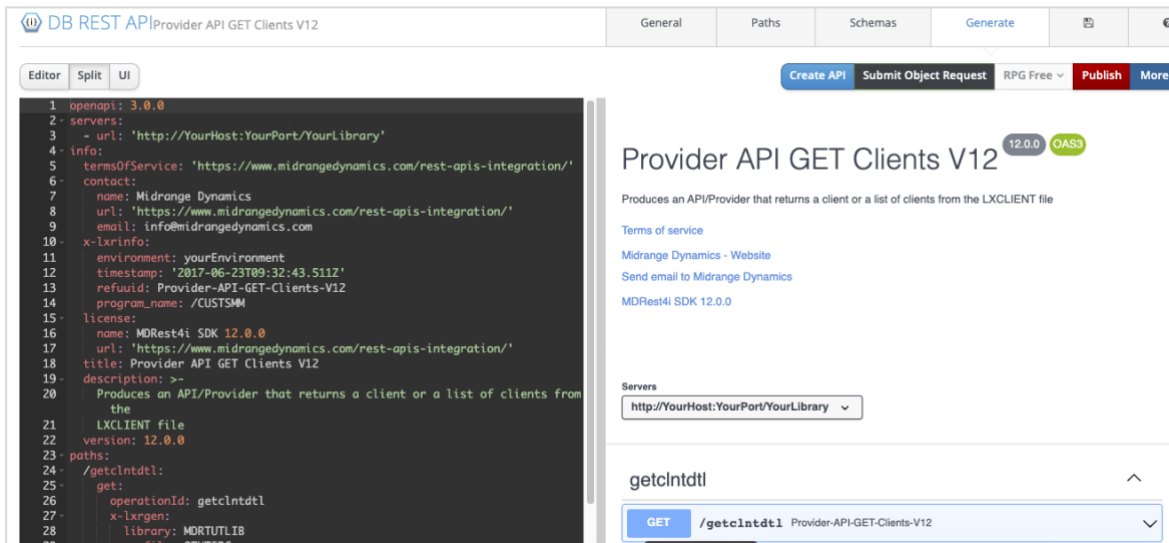 DB REST API Provider API GET Clients V12
General Paths Schemas Generate
Editor Split UI
Create API Submit Object Request RPG Free Publish More
1 openapi: 3.0.0
2 servers:
3 - url: 'http://YourHost:YourPort/YourLibrary'
4 info:
5 termsOfService: 'https://www.midrangedynamics.com/rest-apis-integration/'
6 contact:
7 name: Midrange Dynamics
8 url: 'https://www.midrangedynamics.com/rest-apis-integration/'
9 email: info@midrangedynamics.com
10 x-lxrinfo:
11 environment: yourEnvironment
12 timestamp: '2017-06-23T09:32:43.511Z'
13 refuuid: Provider-API-GET-Clients-V12
14 program_name: /CUSTSMM
15 license:
16 name: MDRest4i SDK 12.0.0
17 url: 'https://www.midrangedynamics.com/rest-apis-integration/'
18 title: Provider API GET Clients V12
19 description: >-
20 Produces an API/Provider that returns a client or a list of clients from
the
21 LXCLIENT file
22 version: 12.0.0
23 paths:
24 /getclntdtl:
25 get:
26 operationId: getclntdtl
27 x-lxrgen:
28 library: MDRTUTLIB
Provider API GET Clients V12 12.0.0 OAS3
Produces an API/Provider that returns a client or a list of clients from the LXCLIENT file
Terms of service
Midrange Dynamics - Website
Send email to Midrange Dynamics
MDRest4i SDK 12.0.0
Servers
http://YourHost:YourPort/YourLibrary
getclntdtl
GET /getclntdtl Provider-API-GET-Clients-V12